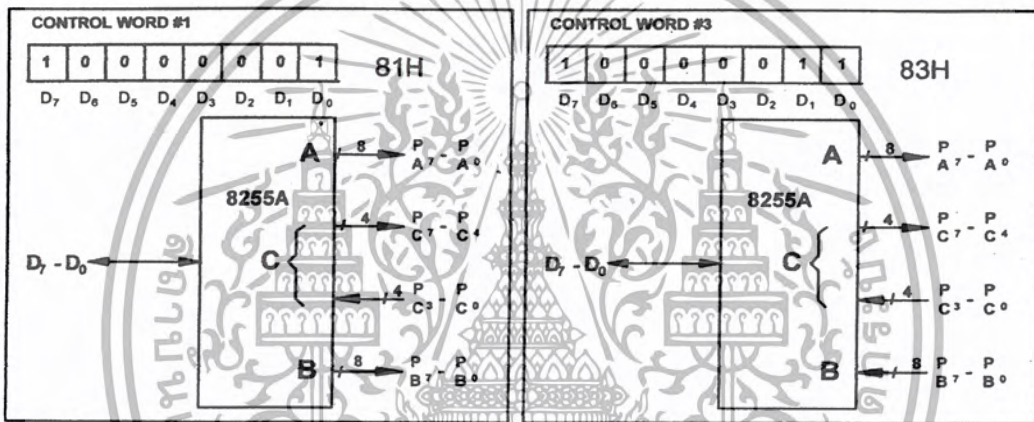 CONTROL WORD #1
1 0 0 0 0 0 0 1
81H
D7 D6 D5 D4 D3 D2 D1 D0
A
8
PA7 - PA0
8255A
4
PC7 - PC4
C
D7 - D0
4
PC3 - PC0
B
8
PB7 - PB0
CONTROL WORD #3
1 0 0 0 0 0 1 1
83H
D7 D6 D5 D4 D3 D2 D1 D0
A
8
PA7 - PA0
8255A
4
PC7 - PC4
C
D7 - D0
4
PC3 - PC0
B
8
PB7 - PB0